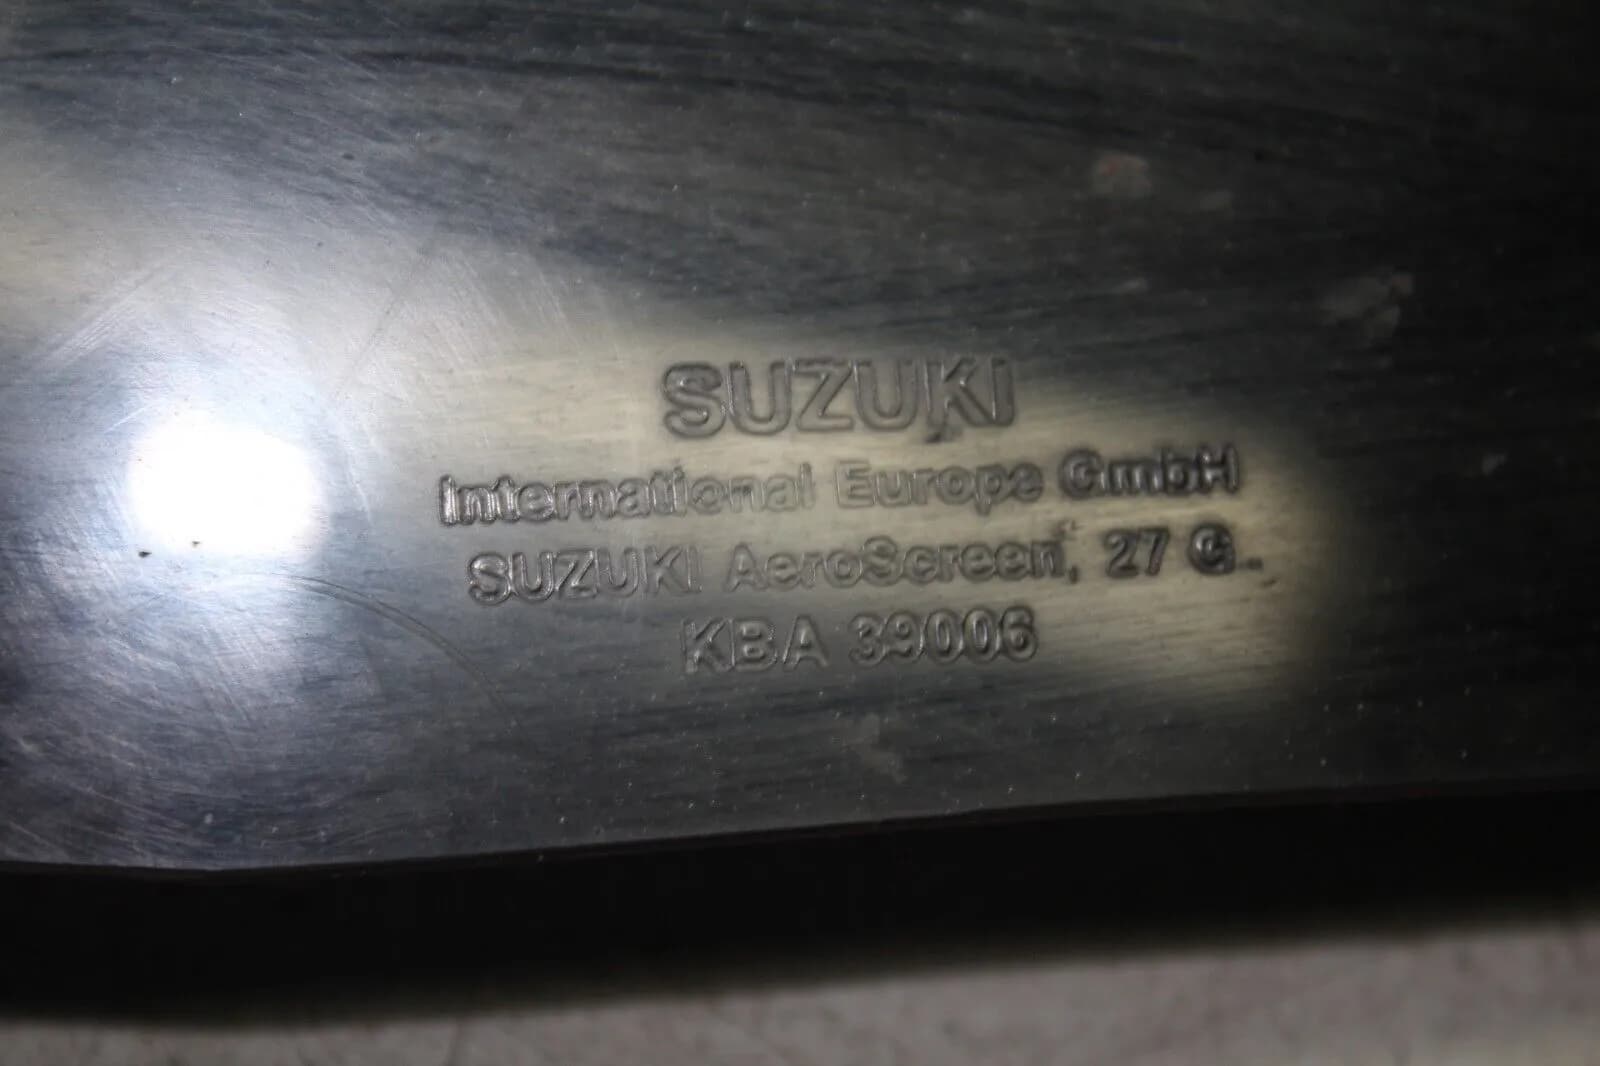 SUZUKI
International Europe GmbH
SUZUKI AeroScreen, 27 G..
KBA 39006